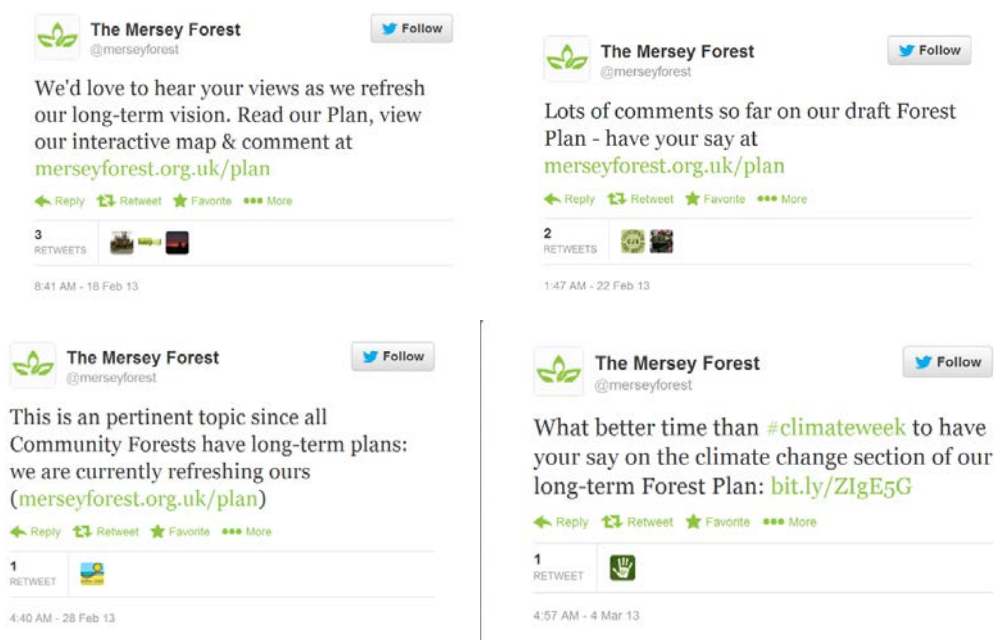 The Mersey Forest
@merseyforest
Follow
We'd love to hear your views as we refresh
our long-term vision. Read our Plan, view
our interactive map & comment at
merseyforest.org.uk/plan
Reply Retweet Favorite More
3
RETWEETS
8:41 AM - 18 Feb 13
The Mersey Forest
@merseyforest
Follow
Lots of comments so far on our draft Forest
Plan - have your say at
merseyforest.org.uk/plan
Reply Retweet Favorite More
2
RETWEETS
1:47 AM - 22 Feb 13
The Mersey Forest
@merseyforest
Follow
This is an pertinent topic since all
Community Forests have long-term plans:
we are currently refreshing ours
(merseyforest.org.uk/plan)
Reply Retweet Favorite More
1
RETWEET
4:40 AM - 28 Feb 13
The Mersey Forest
@merseyforest
Follow
What better time than #climateweek to have
your say on the climate change section of our
long-term Forest Plan: bit.ly/ZIgE5G
Reply Retweet Favorite More
1
RETWEET
4:57 AM - 4 Mar 13